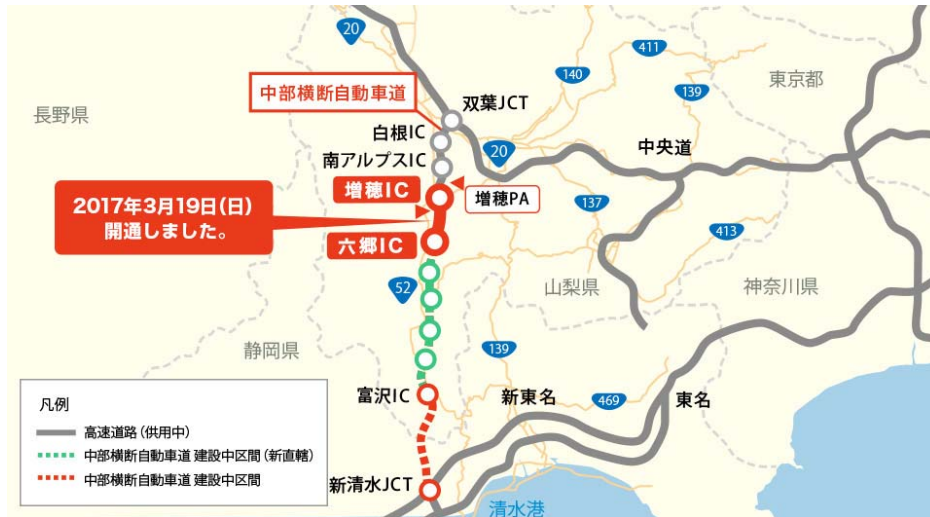 20
411
140
東京都
139
中部横断自動車道
双葉JCT
長野県
白根IC
20
中央道
南アルプスIC
増穂IC
増穂PA
2017年3月19日(日)
開通しました。
137
六郷IC
413
52
山梨県
神奈川県
静岡県
139
富沢IC
新東名
469
東名
凡例
高速道路(供用中)
中部横断自動車道 建設中区間(新直轄)
中部横断自動車道 建設中区間
新清水JCT
清水港